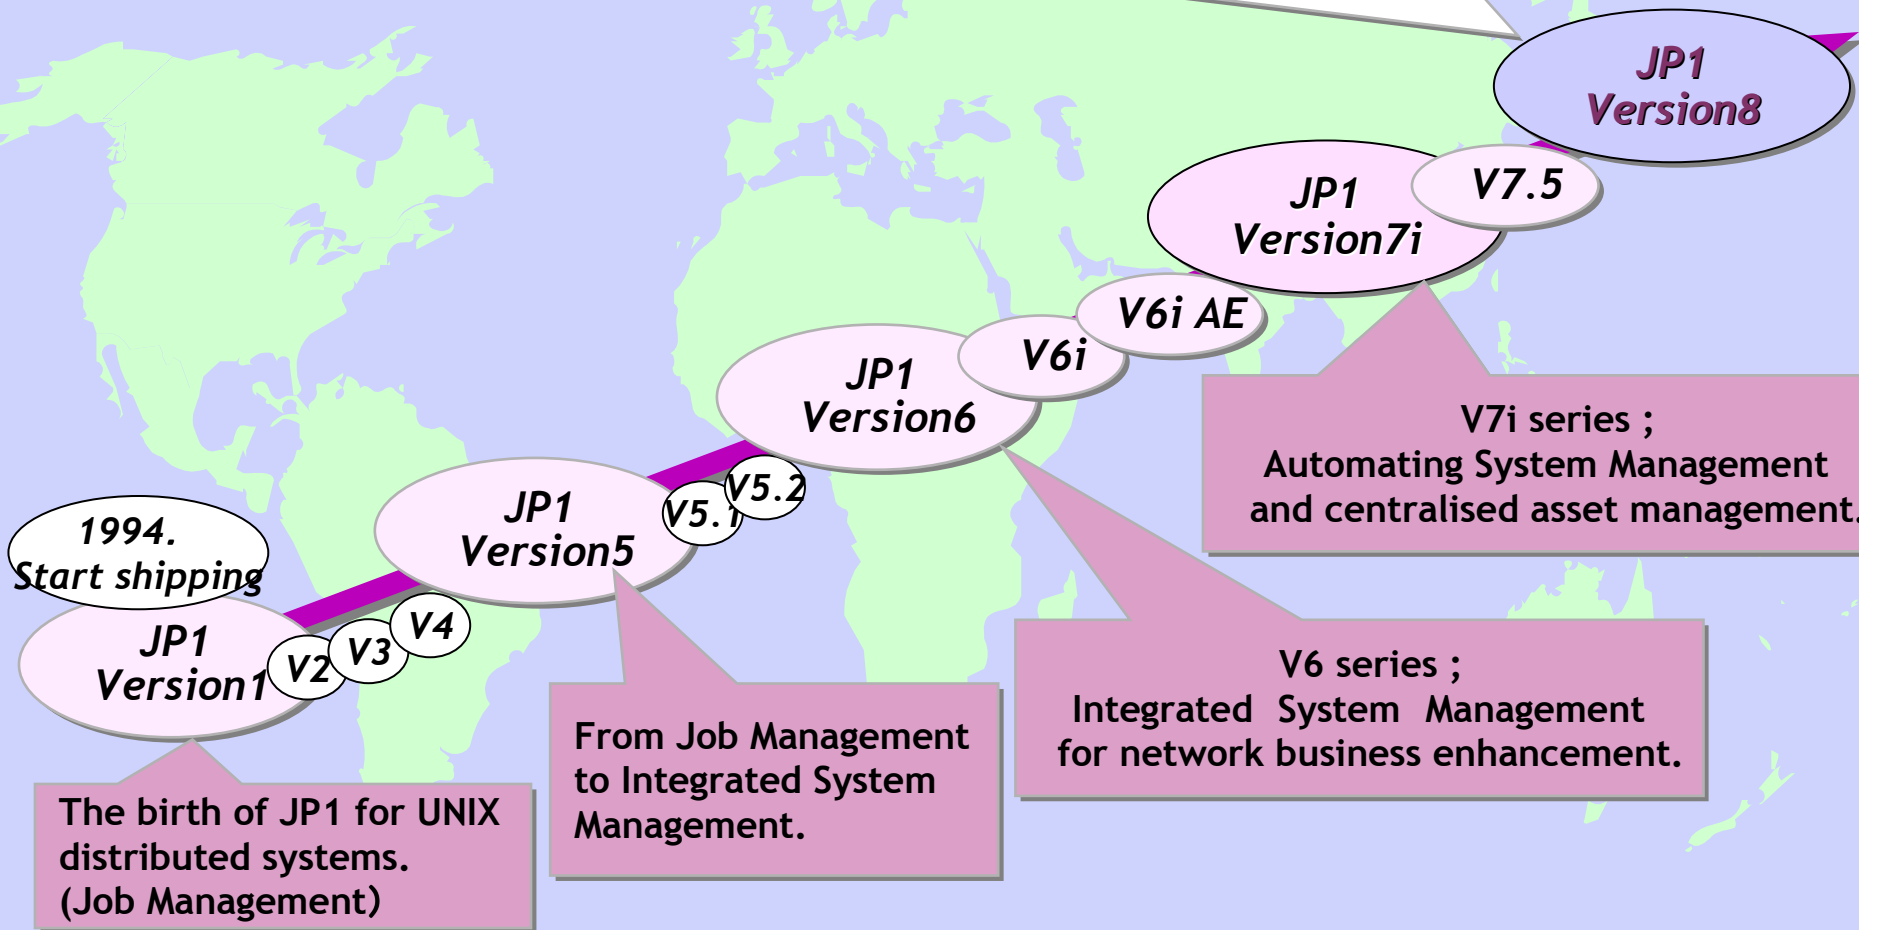 JP1
Version8
JP1
Version7i
V7.5
V6i AE
V6i
JP1
Version6
V7i series ;
Automating System Management
and centralised asset management.
V5.2
V5.1
JP1
Version5
1994.
Start shipping
V4
V3
V2
JP1
Version1
V6 series ;
Integrated System Management
for network business enhancement.
From Job Management
to Integrated System
Management.
The birth of JP1 for UNIX
distributed systems.
(Job Management)